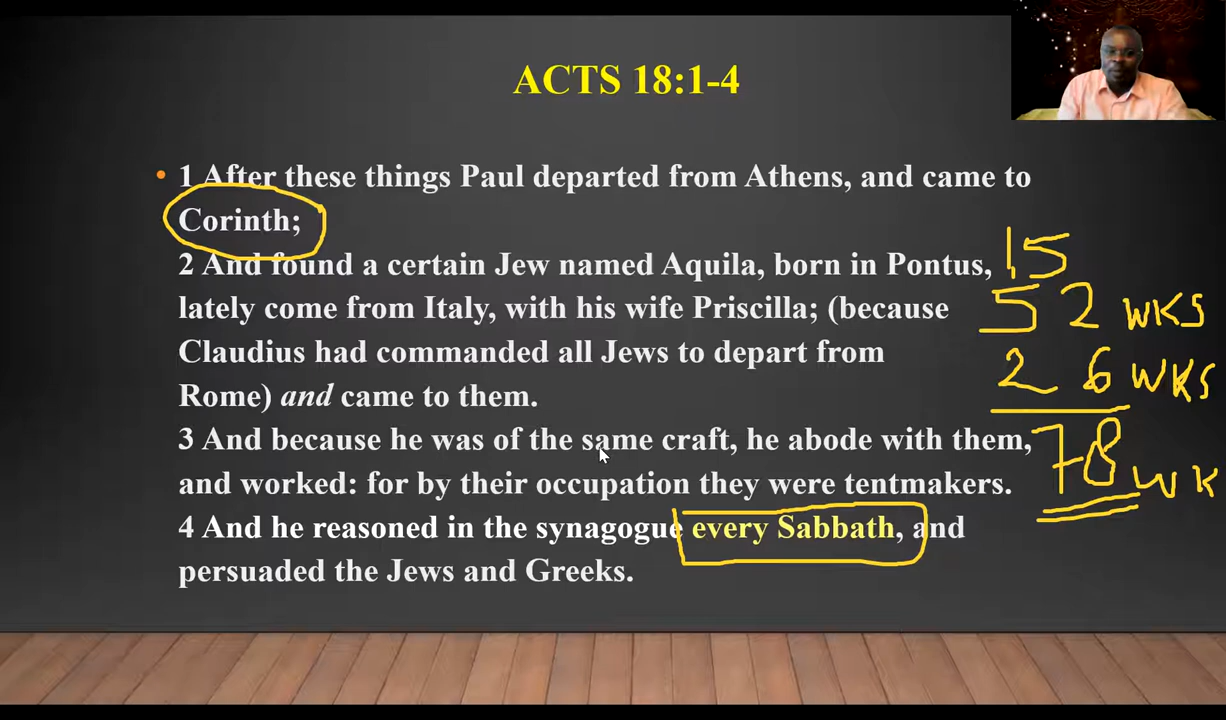 ACTS 18:1-4
• 1 After these things Paul departed from Athens, and came to
Corinth;
2 And found a certain Jew named Aquila, born in Pontus,
lately come from Italy, with his wife Priscilla; (because
Claudius had commanded all Jews to depart from
Rome) and came to them.
3 And because he was of the same craft, he abode with them,
and worked: for by their occupation they were tentmakers.
4 And he reasoned in the synagogue every Sabbath, and
persuaded the Jews and Greeks.
15
52 WKS
26 WKS
78 WK